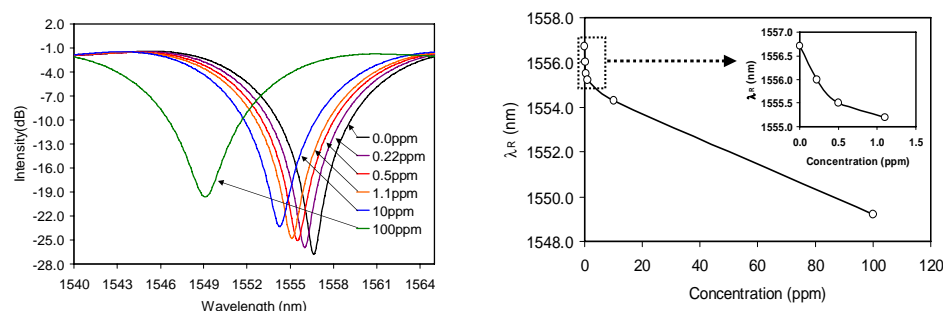 2.0
-1.0
-4.0
-7.0
-10.0
-13.0
-16.0
-19.0
-22.0
-25.0
-28.0
Intensity(dB)
1540 1543 1546 1549 1552 1555 1558 1561 1564
Wavelength (nm)
0.0ppm
0.22ppm
0.5ppm
1.1ppm
10ppm
100ppm
1558.0
1556.0
1554.0
1552.0
1550.0
1548.0
λR (nm)
0 20 40 60 80 100 120
Concentration (ppm)
1557.0
1556.5
1556.0
1555.5
1555.0
λR (nm)
0.0 0.5 1.0 1.5
Concentration (ppm)